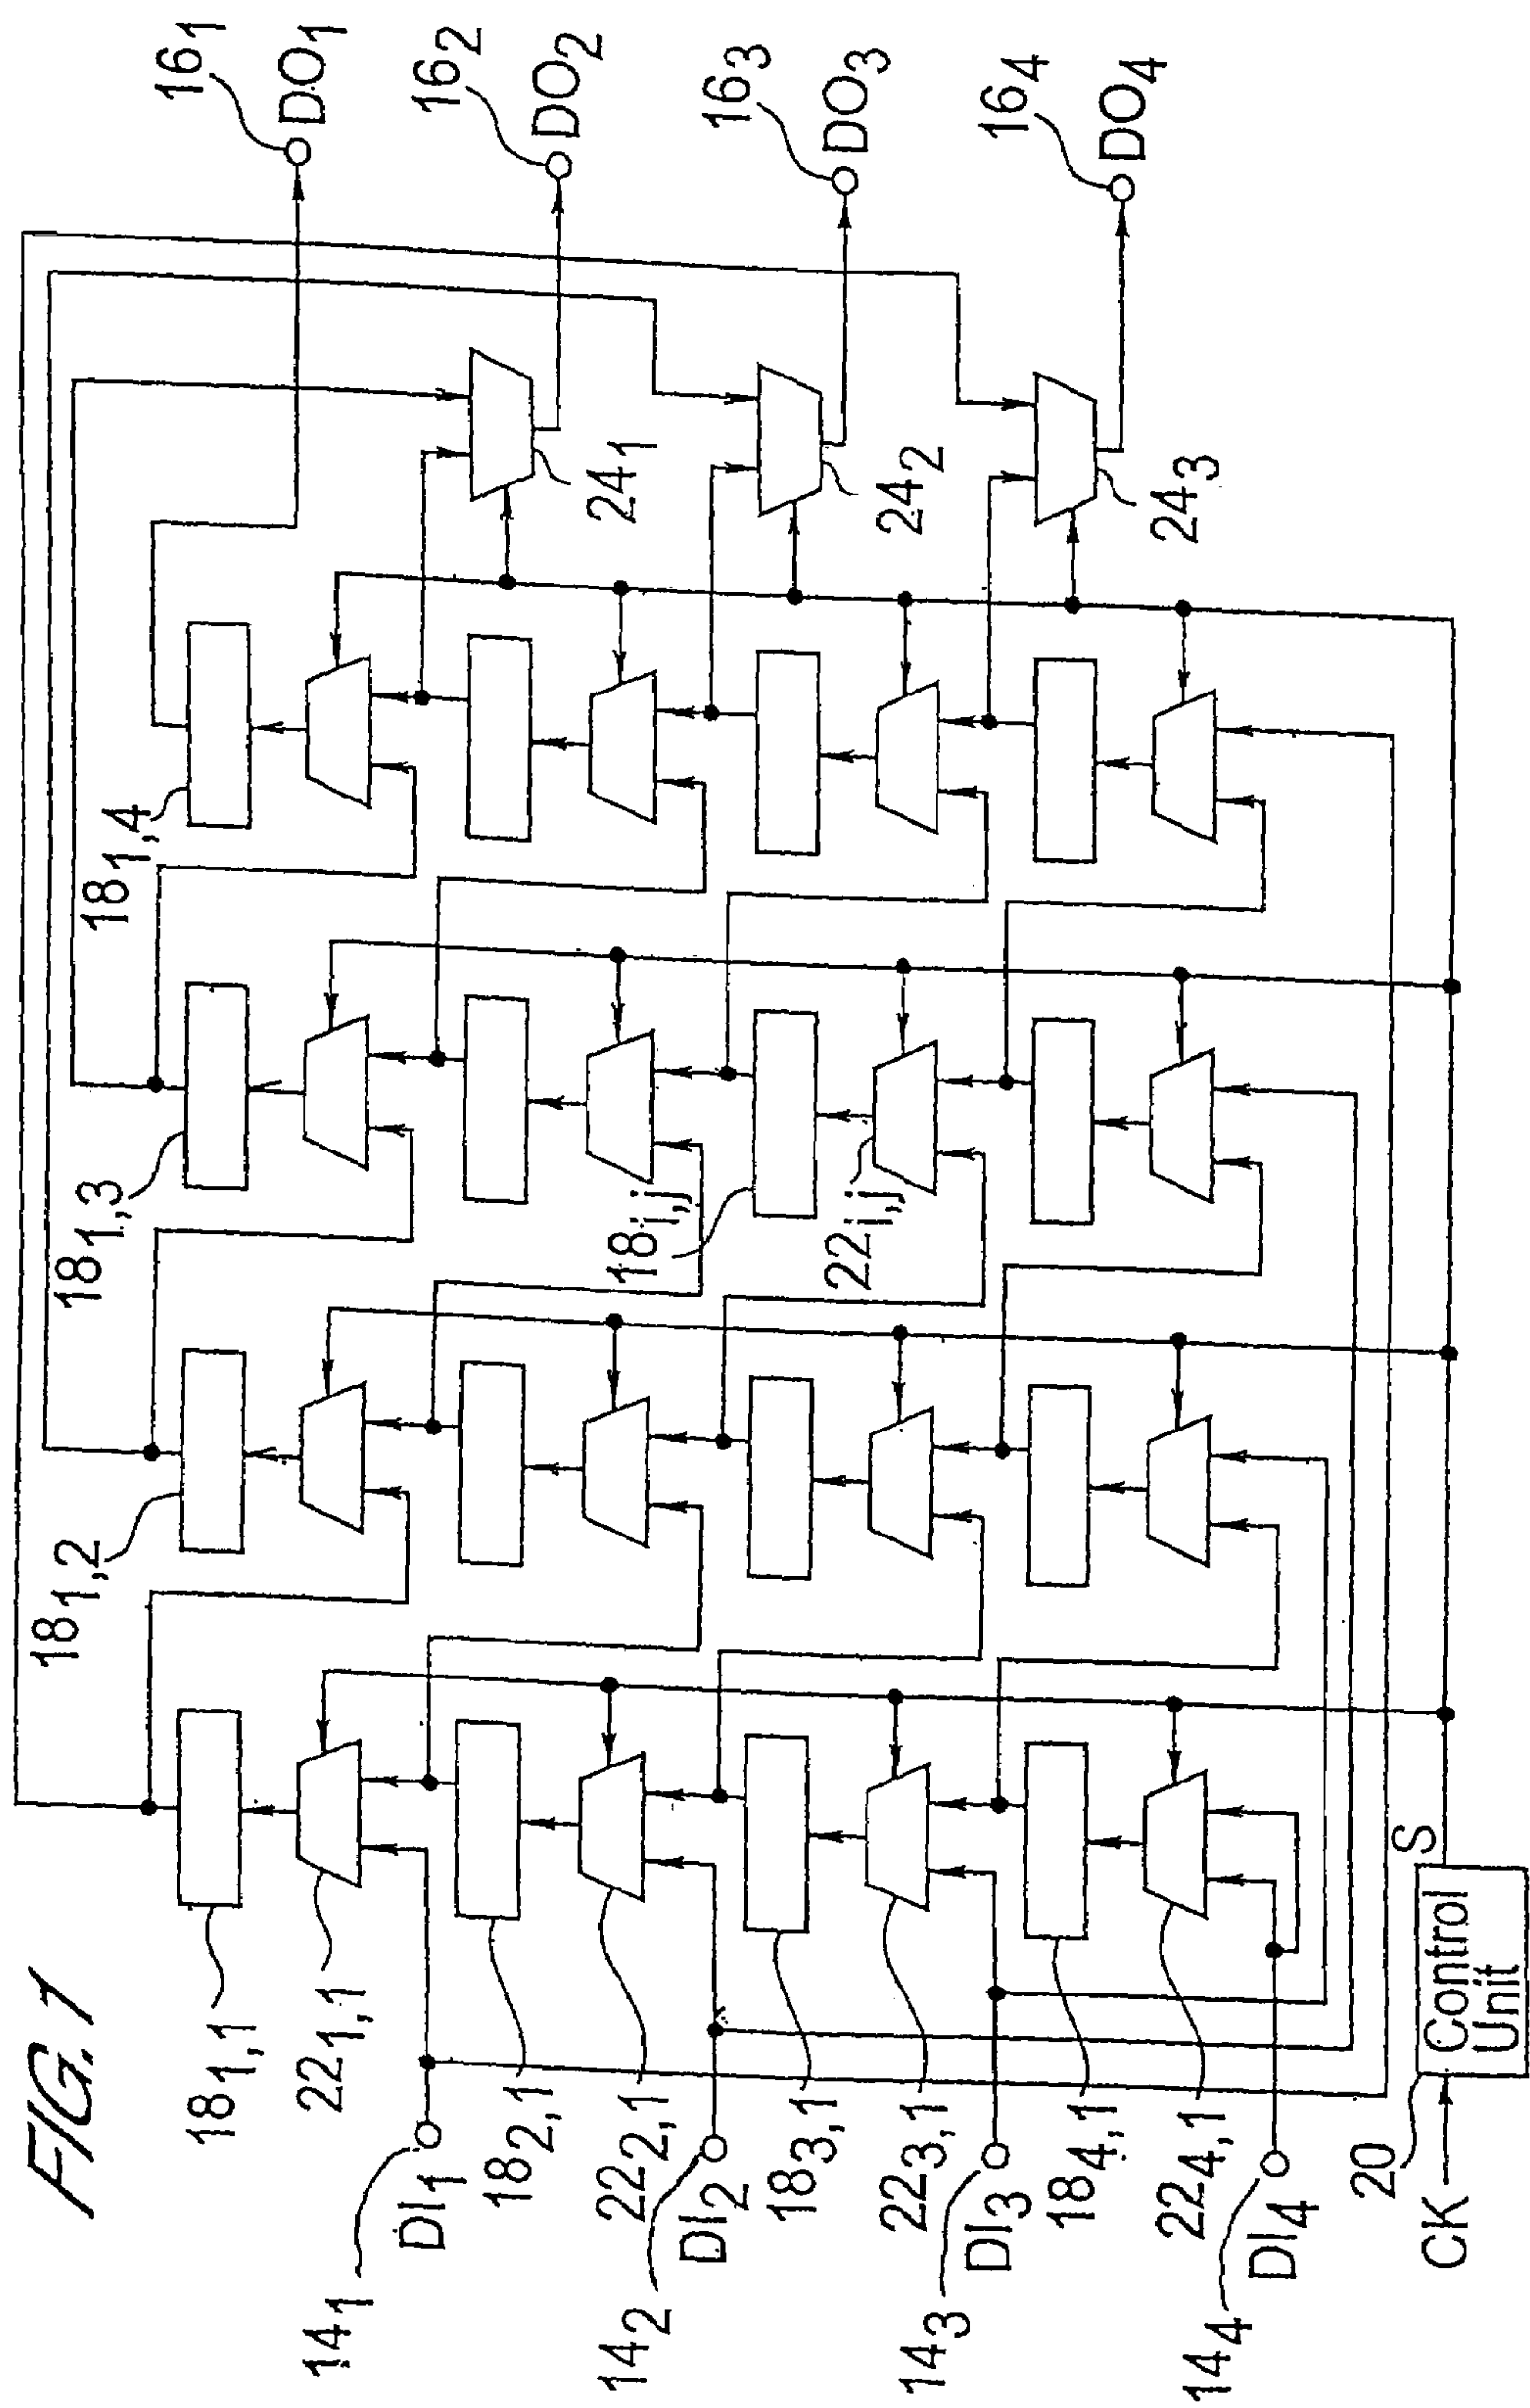 FIG. 1
16₁
DO₁
16₂
DO₂
16₃
DO₃
16₄
DO₄
24₁
24₂
24₃
18₁,₄
18₁,₃
18ᵢ,ⱼ
22ᵢ,ⱼ
18₁,₂
18₁,₁
22₁,₁
14₁
DI₁
18₂,₁
22₂,₁
14₂
DI₂
18₃,₁
22₃,₁
14₃
DI₃
18₄,₁
22₄,₁
14₄
DI₄
20
CK
Control
Unit
S